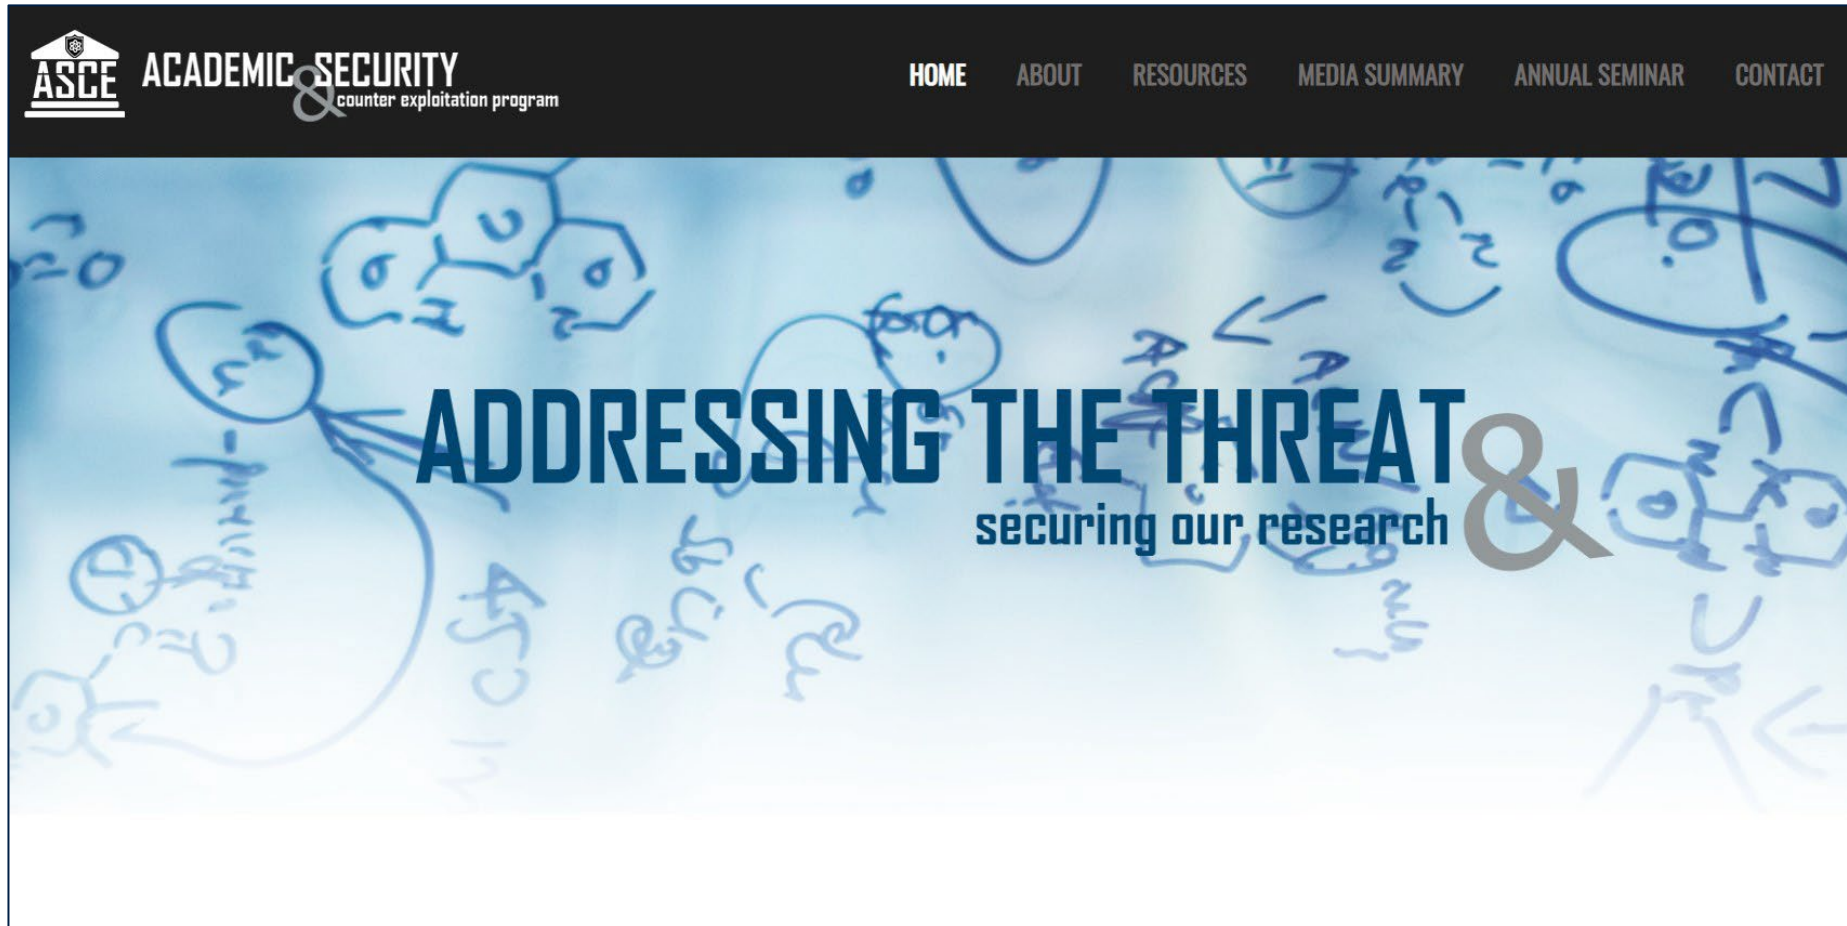 ASCE
ACADEMIC & SECURITY
counter exploitation program
HOME ABOUT RESOURCES MEDIA SUMMARY ANNUAL SEMINAR CONTACT
ADDRESSING THE THREAT &
securing our research